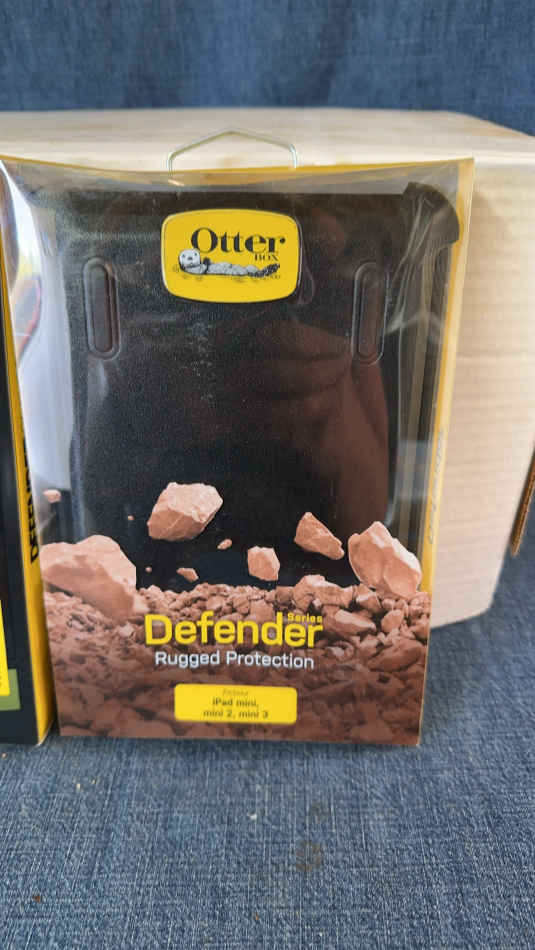 Otter
BOX
Defender
Series
Rugged Protection
iPad mini,
mini 2, mini 3